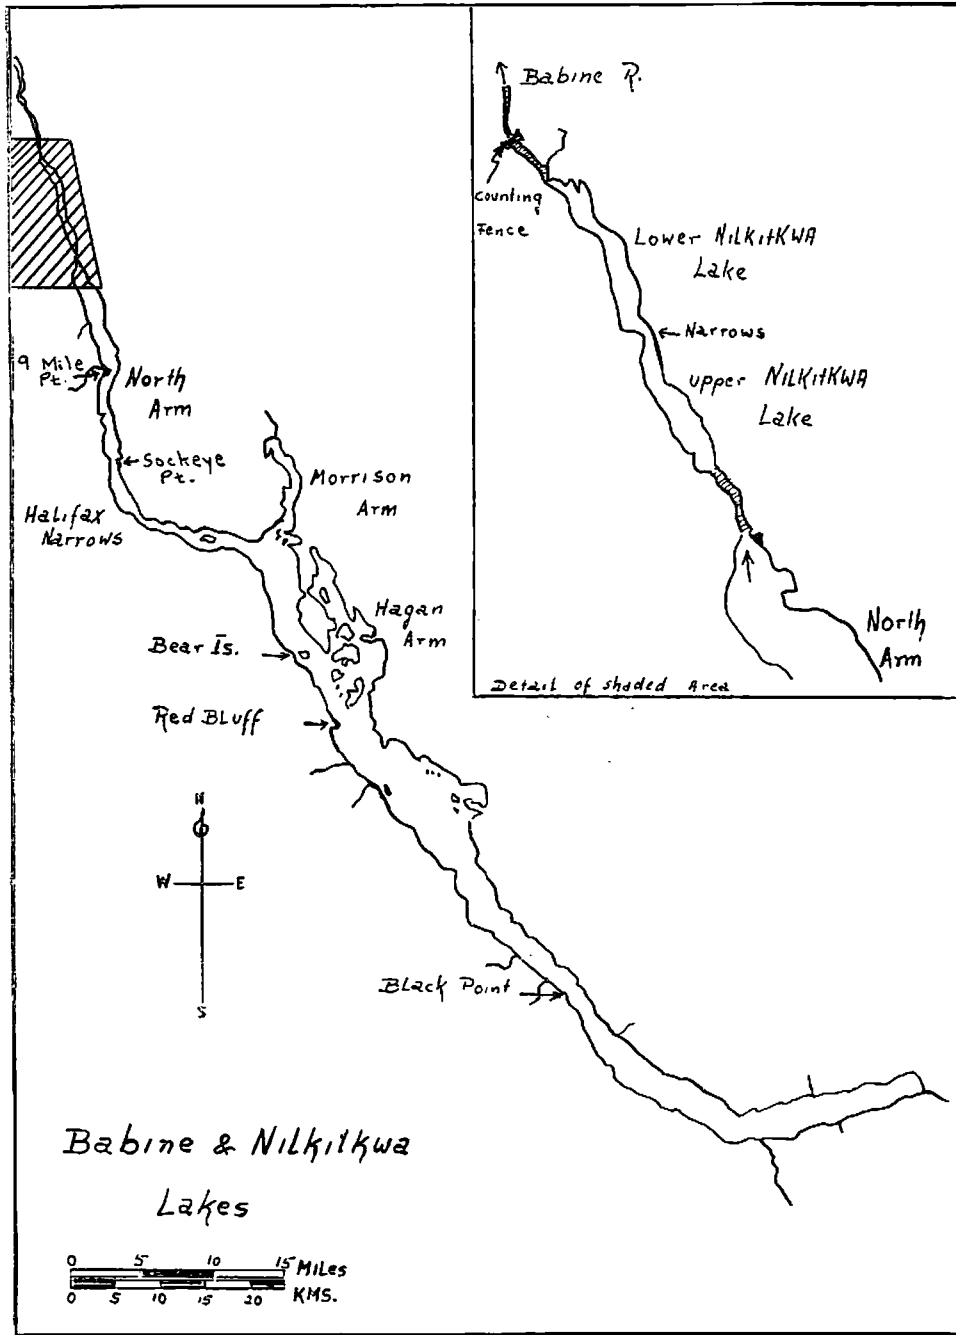 Babine R.
Counting
Fence
Lower NILKITKWA
Lake
Narrows
upper NILKITKWA
Lake
North
Arm
Detail of shaded Area
9 Mile
Pt.
North
Arm
Sockeye
Pt.
Morrison
Arm
Halifax
Narrows
Hagan
Arm
Bear Is.
Red BLuff
N
W E
S
Black Point
Babine & Nilkitkwa
Lakes
0 5 10 15 MILes
0 5 10 15 20 KMS.